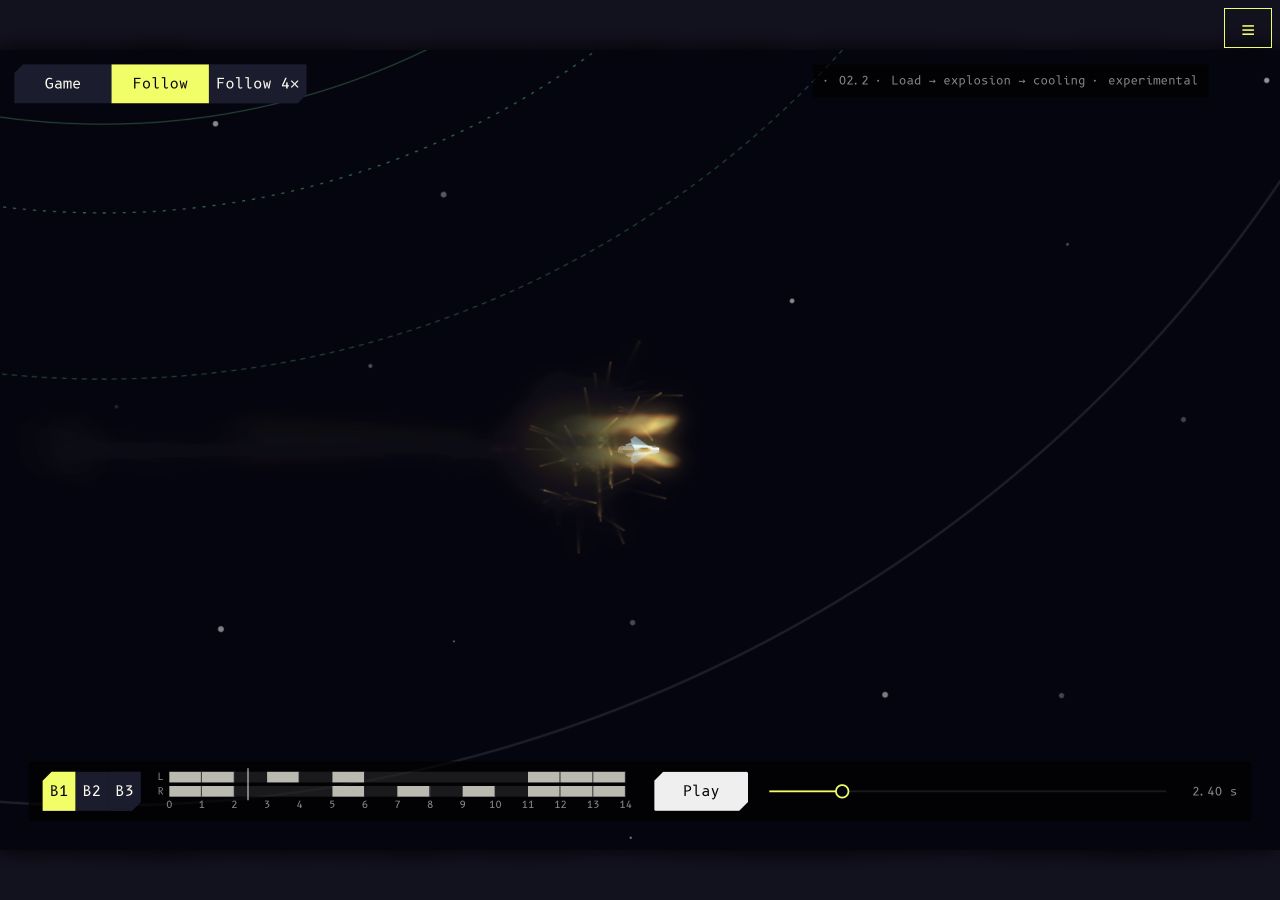 ≡
Game Follow Follow 4×
· O2.2 · Load → explosion → cooling · experimental
B1 B2 B3
L
R
0 1 2 3 4 5 6 7 8 9 10 11 12 13 14
Play
2.40 s